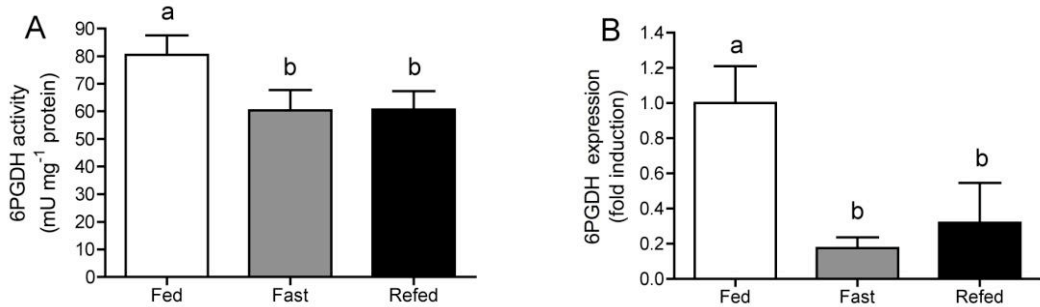 A
6PGDH activity
(mU mg⁻¹ protein)
90
80
70
60
50
40
30
20
10
0
a
b
b
Fed
Fast
Refed
B
6PGDH expression
(fold induction)
1.4
1.2
1.0
0.8
0.6
0.4
0.2
0.0
a
b
b
Fed
Fast
Refed